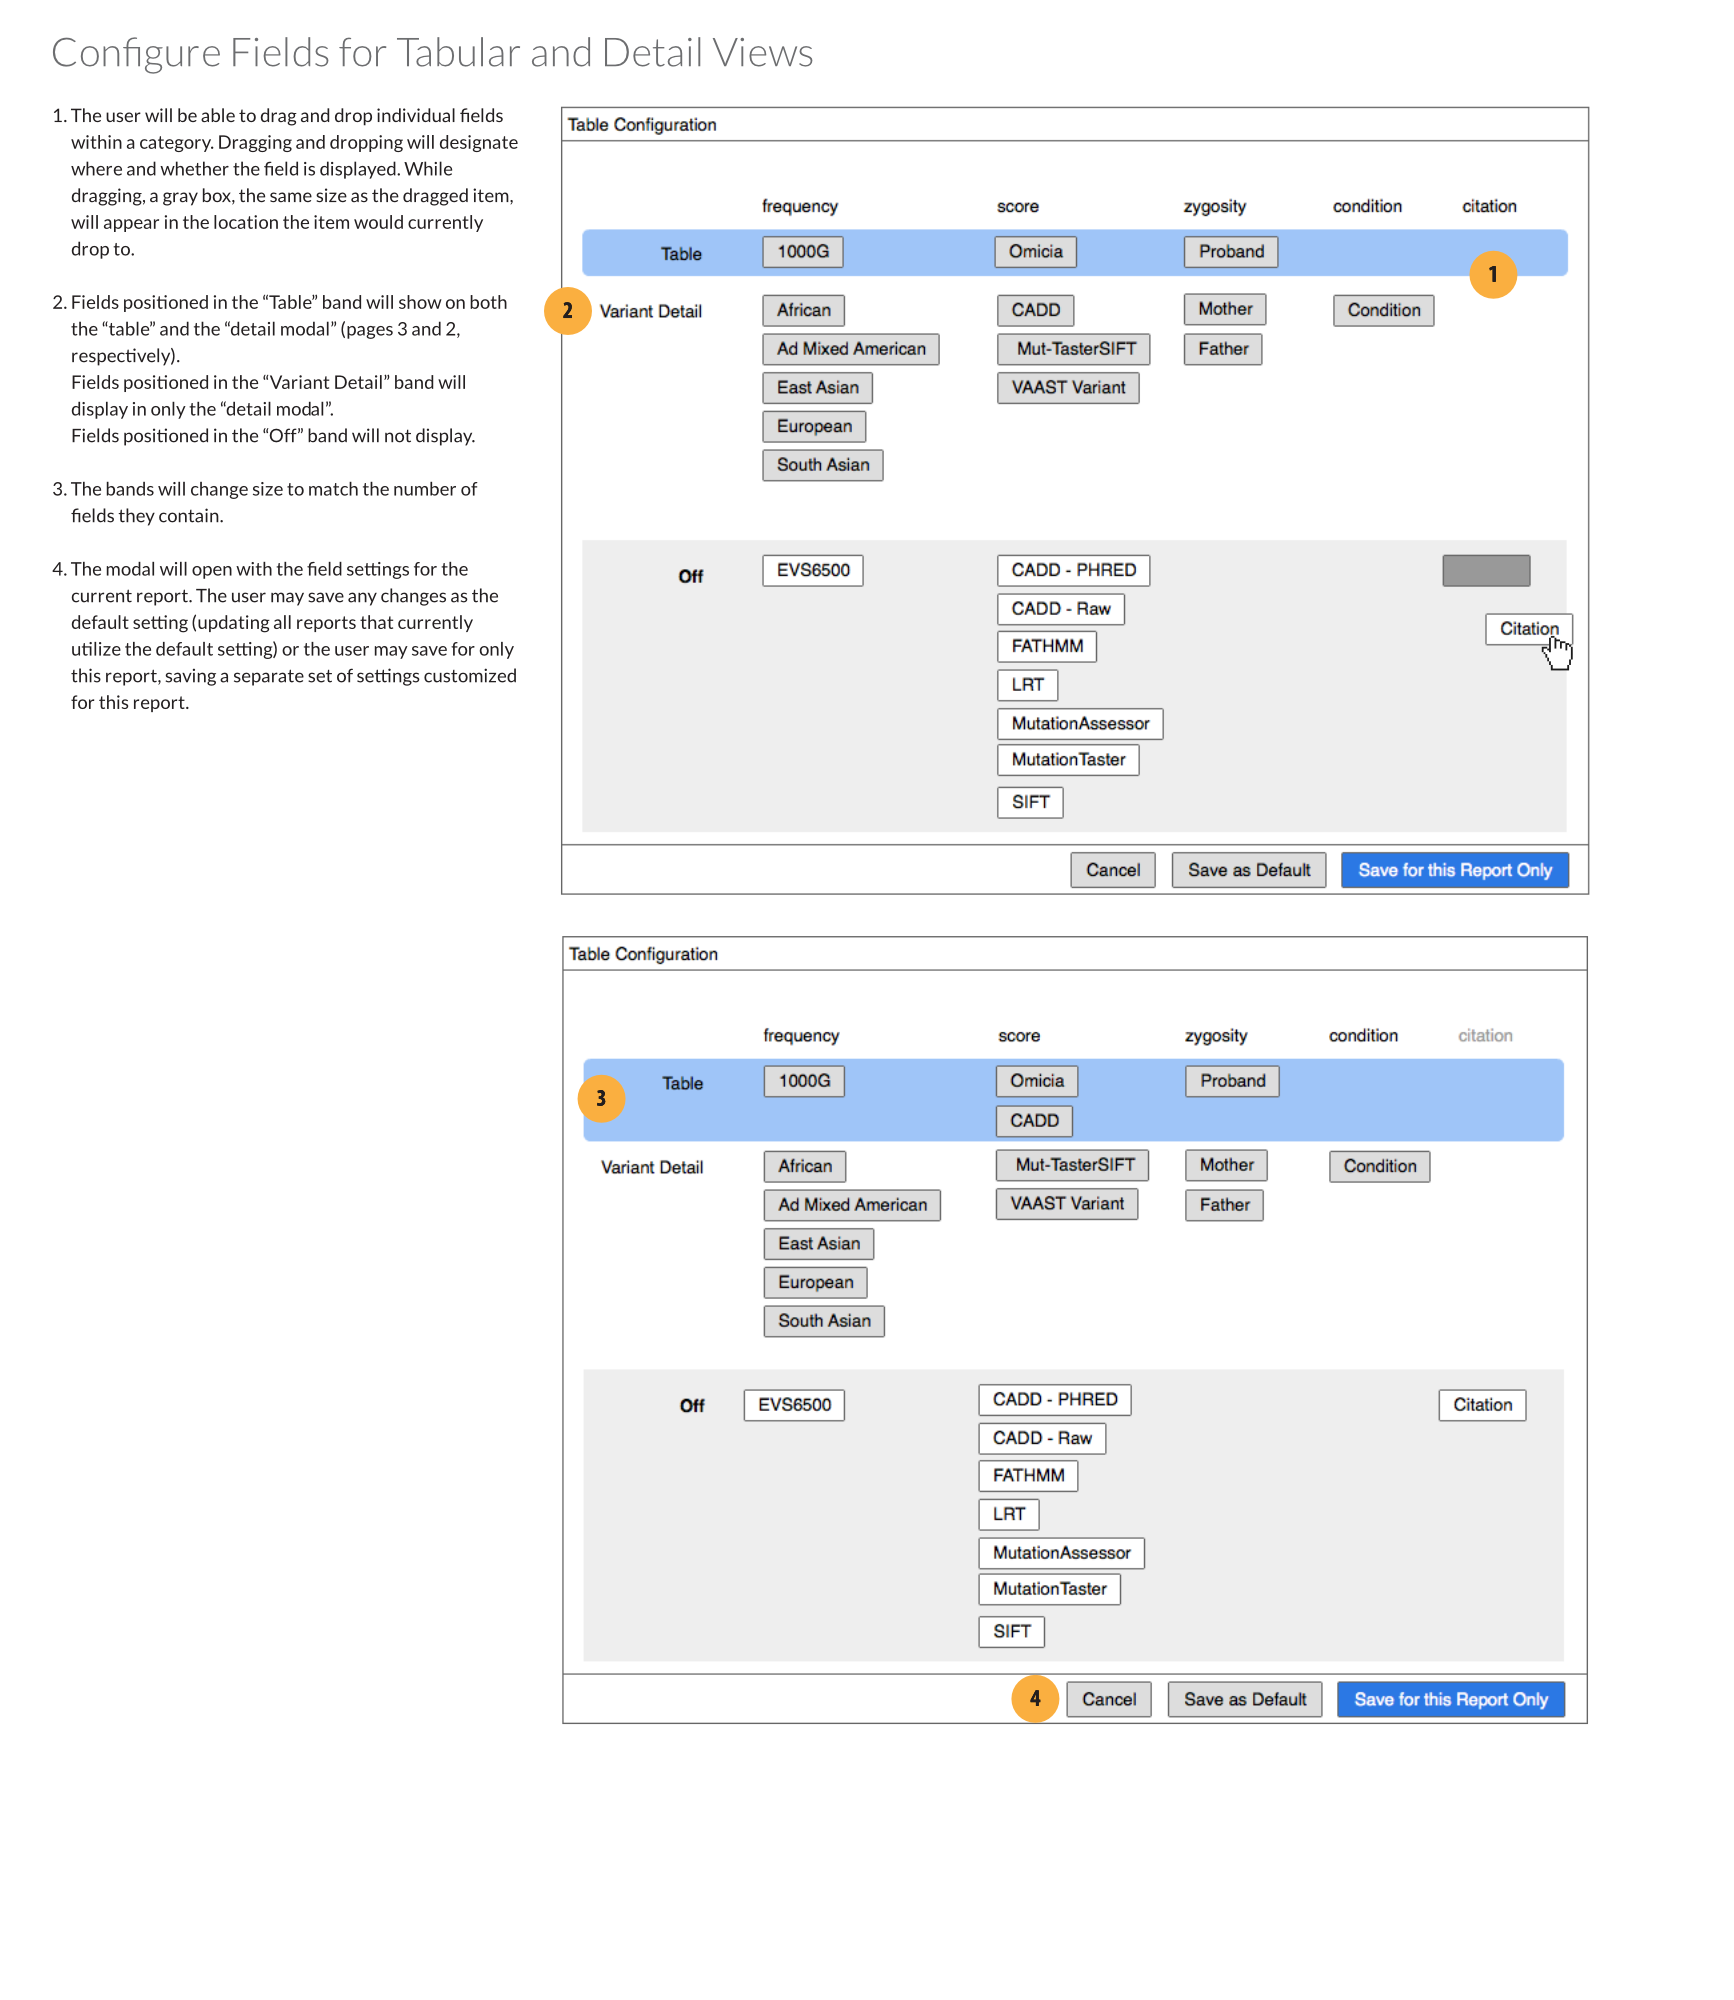 Configure Fields for Tabular and Detail Views
1. The user will be able to drag and drop individual fields
within a category. Dragging and dropping will designate
where and whether the field is displayed. While
dragging, a gray box, the same size as the dragged item,
will appear in the location the item would currently
drop to.
2. Fields positioned in the “Table” band will show on both
the “table” and the “detail modal” (pages 3 and 2,
respectively).
Fields positioned in the “Variant Detail” band will
display in only the “detail modal”.
Fields positioned in the “Off” band will not display.
3. The bands will change size to match the number of
fields they contain.
4. The modal will open with the field settings for the
current report. The user may save any changes as the
default setting (updating all reports that currently
utilize the default setting) or the user may save for only
this report, saving a separate set of settings customized
for this report.
Table Configuration
frequency score zygosity condition citation
Table 1000G Omicia Proband
1
2 Variant Detail African CADD Mother Condition
Ad Mixed American Mut-TasterSIFT Father
East Asian VAAST Variant
European
South Asian
Off EVS6500 CADD - PHRED
CADD - Raw
Citation
FATHMM
LRT
MutationAssessor
MutationTaster
SIFT
Cancel Save as Default Save for this Report Only
Table Configuration
frequency score zygosity condition citation
Table 1000G Omicia Proband
3
CADD
Variant Detail African Mut-TasterSIFT Mother Condition
Ad Mixed American VAAST Variant Father
East Asian
European
South Asian
Off EVS6500 CADD - PHRED Citation
CADD - Raw
FATHMM
LRT
MutationAssessor
MutationTaster
SIFT
4 Cancel Save as Default Save for this Report Only